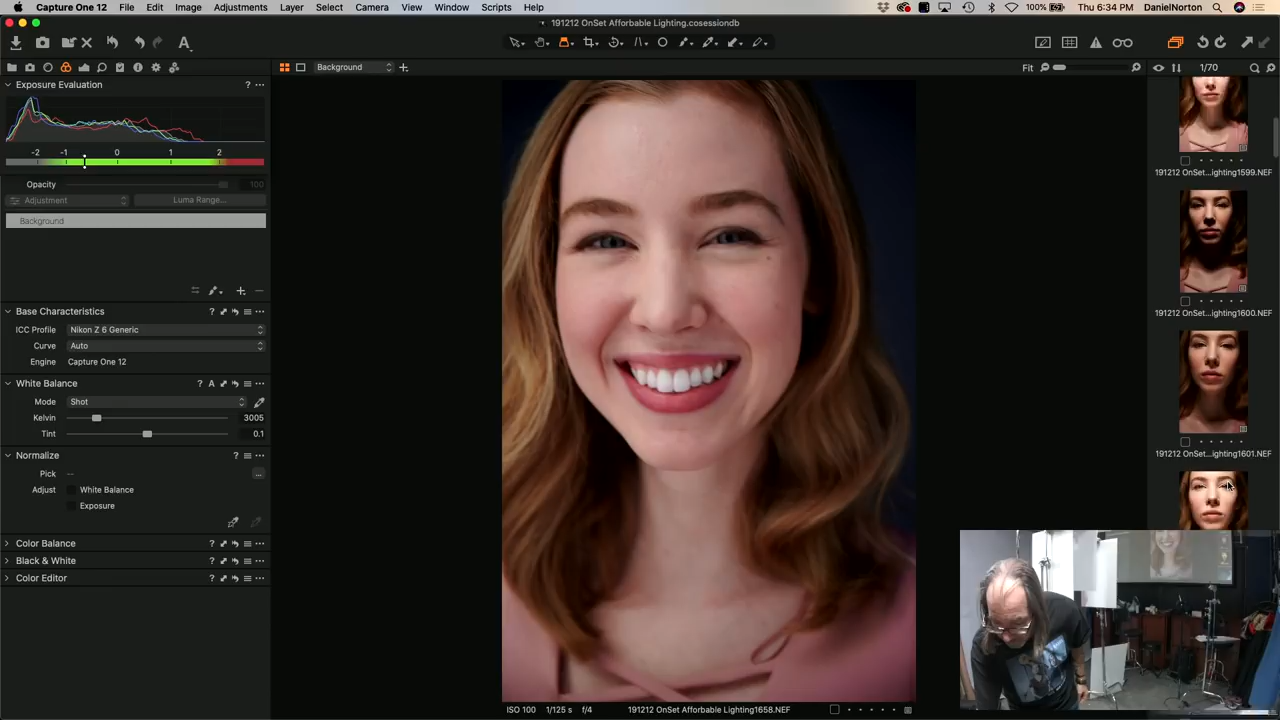 Capture One 12 File Edit Image Adjustments Layer Select Camera View Window Scripts Help 100% Thu 6:34 PM DanielNorton
191212 OnSet Afforbable Lighting.cosessiondb
Background
Fit
1/70
Exposure Evaluation ? ...
-2 -1 0 1 2
Opacity 100
Adjustment Luma Range...
Background
Base Characteristics ?
ICC Profile Nikon Z 6 Generic
Curve Auto
Engine Capture One 12
White Balance ? A
Mode Shot
Kelvin 3005
Tint 0.1
Normalize ?
Pick --
...
Adjust White Balance
Exposure
Color Balance ?
Black & White ?
Color Editor ?
191212 OnSet...ighting1599.NEF
191212 OnSet...ighting1600.NEF
191212 OnSet...ighting1601.NEF
ISO 100 1/125 s f/4 191212 OnSet Afforbable Lighting1658.NEF